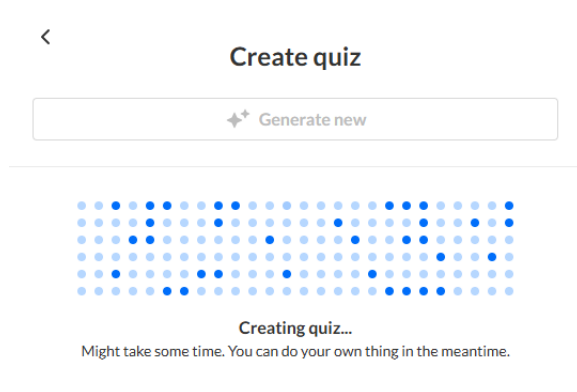 Create quiz
Generate new
Creating quiz...
Might take some time. You can do your own thing in the meantime.